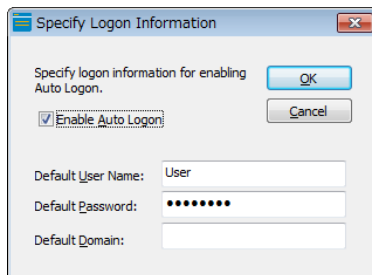 Specify Logon Information
Specify logon information for enabling
Auto Logon.
OK
Enable Auto Logon
Cancel
Default User Name: User
Default Password: ••••••••
Default Domain: